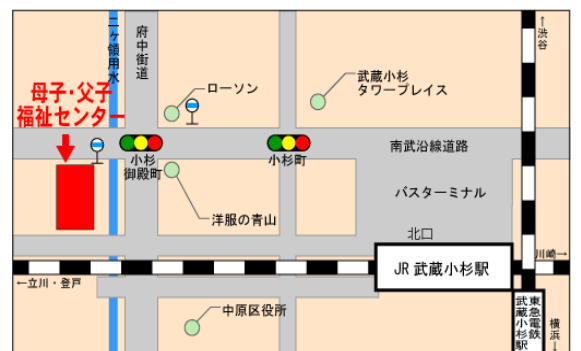 二ヶ領用水
府中街道
↑渋谷
母子・父子
福祉センター
ローソン
武蔵小杉
タワープレイス
小杉
御殿町
小杉町
南武沿線道路
バスターミナル
洋服の青山
北口
川崎→
JR 武蔵小杉駅
←立川・登戸
中原区役所
東急電鉄
武蔵小杉駅
横浜↓